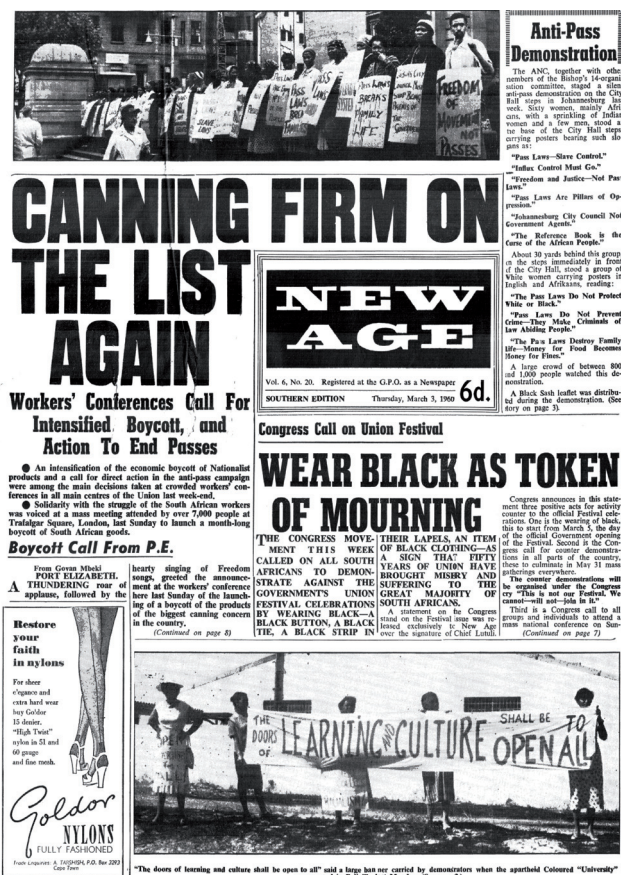 SLAVE
LAWS
PASS
LAWS
PASS LAWS
BREAKS
FAMILY
LIFE
FREEDOM
OF
MOVEMENT
NOT
PASSES
Anti-Pass
Demonstration
The ANC, together with othe
members of the Bishop's 14-organi
sation committee, staged a silen
anti-pass demonstration on the City
Hall steps in Johannesburg las
week. Sixty women, mainly Afri
cans, with a sprinkling of Indian
women and a few men, stood a
the base of the City Hall steps
carrying posters bearing such slo
gans as:
"Pass Laws—Slave Control."
"Influx Control Must Go."
"Freedom and Justice—Not Pass
Laws."
"Pass Laws Are Pillars of Op-
pression."
"Johannesburg City Council Not
Government Agents."
"The Reference Book is the
Curse of the African People."
About 30 yards behind this group
on the steps immediately in front
of the City Hall, stood a group of
White women carrying posters in
English and Afrikaans, reading:
"The Pass Laws Do Not Protect
White or Black."
"Pass Laws Do Not Prevent
Crime—They Make Criminals of
Law Abiding People."
"The Pass Laws Destroy Family
Life—Money for Food Becomes
Money for Fines."
A large crowd of between 800
and 1,000 people watched this de-
monstration.
A Black Sash leaflet was distribu-
ted during the demonstration. (See
story on page 3).
CANNING FIRM ON
THE LIST
AGAIN
Workers' Conferences Call For
Intensified Boycott, and
Action To End Passes
● An intensification of the economic boycott of Nationalist
products and a call for direct action in the anti-pass campaign
were among the main decisions taken at crowded workers' con-
ferences in all main centres of the Union last week-end.
● Solidarity with the struggle of the South African workers
was voiced at a mass meeting attended by over 7,000 people at
Trafalgar Square, London, last Sunday to launch a month-long
boycott of South African goods.
Boycott Call From P.E.
From Govan Mbeki
PORT ELIZABETH.
A THUNDERING roar of
applause, followed by the
hearty singing of Freedom
songs, greeted the announce-
ment at the workers' conference
here last Sunday of the launch-
ing of a boycott of the products
of the biggest canning concern
in the country.
(Continued on page 8)
NEW
AGE
Vol. 6, No. 20. Registered at the G.P.O. as a Newspaper
6d.
SOUTHERN EDITION Thursday, March 3, 1960
Congress Call on Union Festival
WEAR BLACK AS TOKEN
OF MOURNING
THE CONGRESS MOVE-
MENT THIS WEEK
CALLED ON ALL SOUTH
AFRICANS TO DEMON-
STRATE AGAINST THE
GOVERNMENT'S UNION
FESTIVAL CELEBRATIONS
BY WEARING BLACK—A
BLACK BUTTON, A BLACK
TIE, A BLACK STRIP IN
THEIR LAPELS, AN ITEM
OF BLACK CLOTHING—AS
A SIGN THAT FIFTY
YEARS OF UNION HAVE
BROUGHT MISERY AND
SUFFERING TO THE
GREAT MAJORITY OF
SOUTH AFRICANS.
A statement on the Congress
stand on the Festival issue was re-
leased exclusively to New Age
over the signature of Chief Lutuli.
Congress announces in this state-
ment three positive acts for activity
counter to the official Festival cele-
brations. One is the wearing of black,
this to start from March 5, the day
of the official Government opening
of the Festival. Second is the Con-
gress call for counter demonstra-
tions in all parts of the country,
these to culminate in May 31 mass
gatherings everywhere.
The counter demonstrations will
be organised under the Congress
cry "This is not our Festival. We
cannot—will not—join in it."
Third is a Congress call to all
groups and individuals to attend a
mass national conference on Sun-
(Continued on page 7)
Restore
your
faith
in nylons
For sheer
elegance and
extra hard wear
buy Goldor
15 denier.
"High Twist"
nylon in 51 and
60 gauge
and fine mesh.
Goldor
NYLONS
FULLY FASHIONED
Trade Enquiries: A. TARSHISH, P.O. Box 3293
Cape Town
THE
DOORS
OF
LEARNING AND CULTURE
SHALL BE
OPEN TO
ALL
"The doors of learning and culture shall be open to all" said a large banner carried by demonstrators when the apartheid Coloured "University"